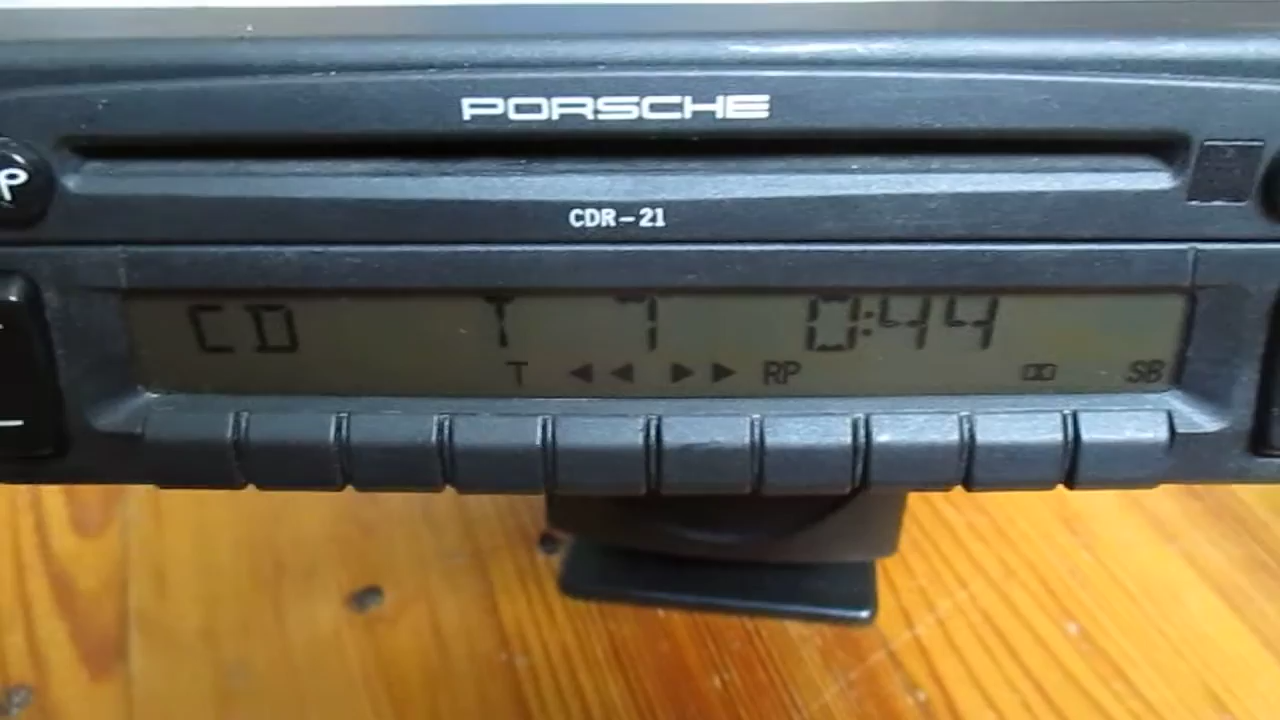 PORSCHE
P
CDR-21
CD T 7 0:44
T ◀ ◀ ▶ ▶ RP SB